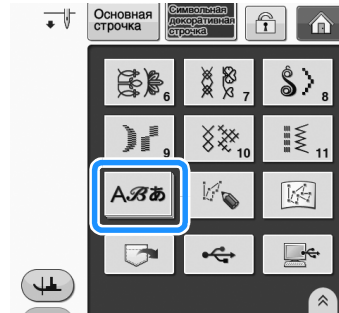 Основная
строчка
Символьная
декоративная
строчка
6
7
8
9
10
11
Aℬあ